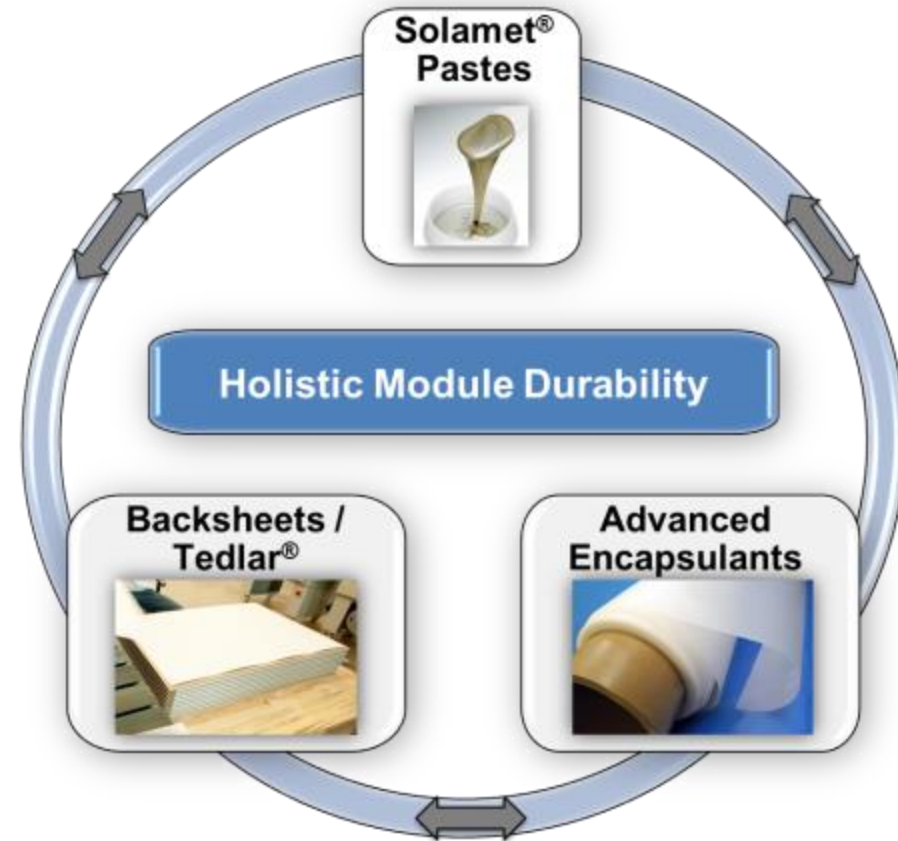 Solamet®
Pastes
Holistic Module Durability
Backsheets /
Tedlar®
Advanced
Encapsulants